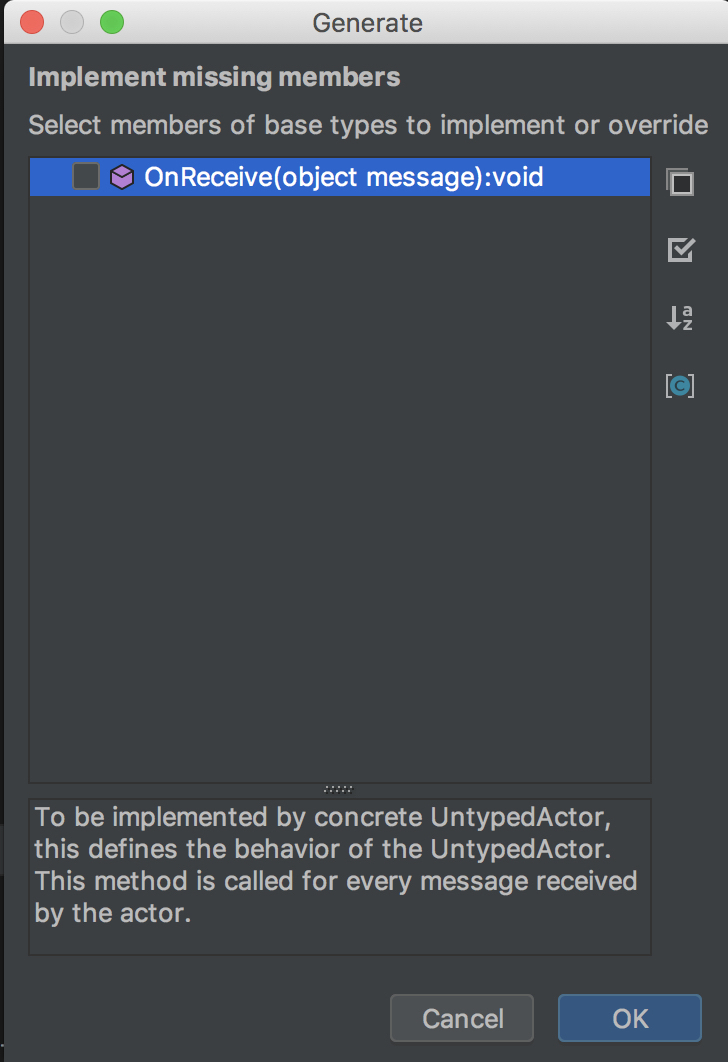 Generate
Implement missing members
Select members of base types to implement or override
OnReceive(object message):void
a
z
C
To be implemented by concrete UntypedActor,
this defines the behavior of the UntypedActor.
This method is called for every message received
by the actor.
Cancel
OK